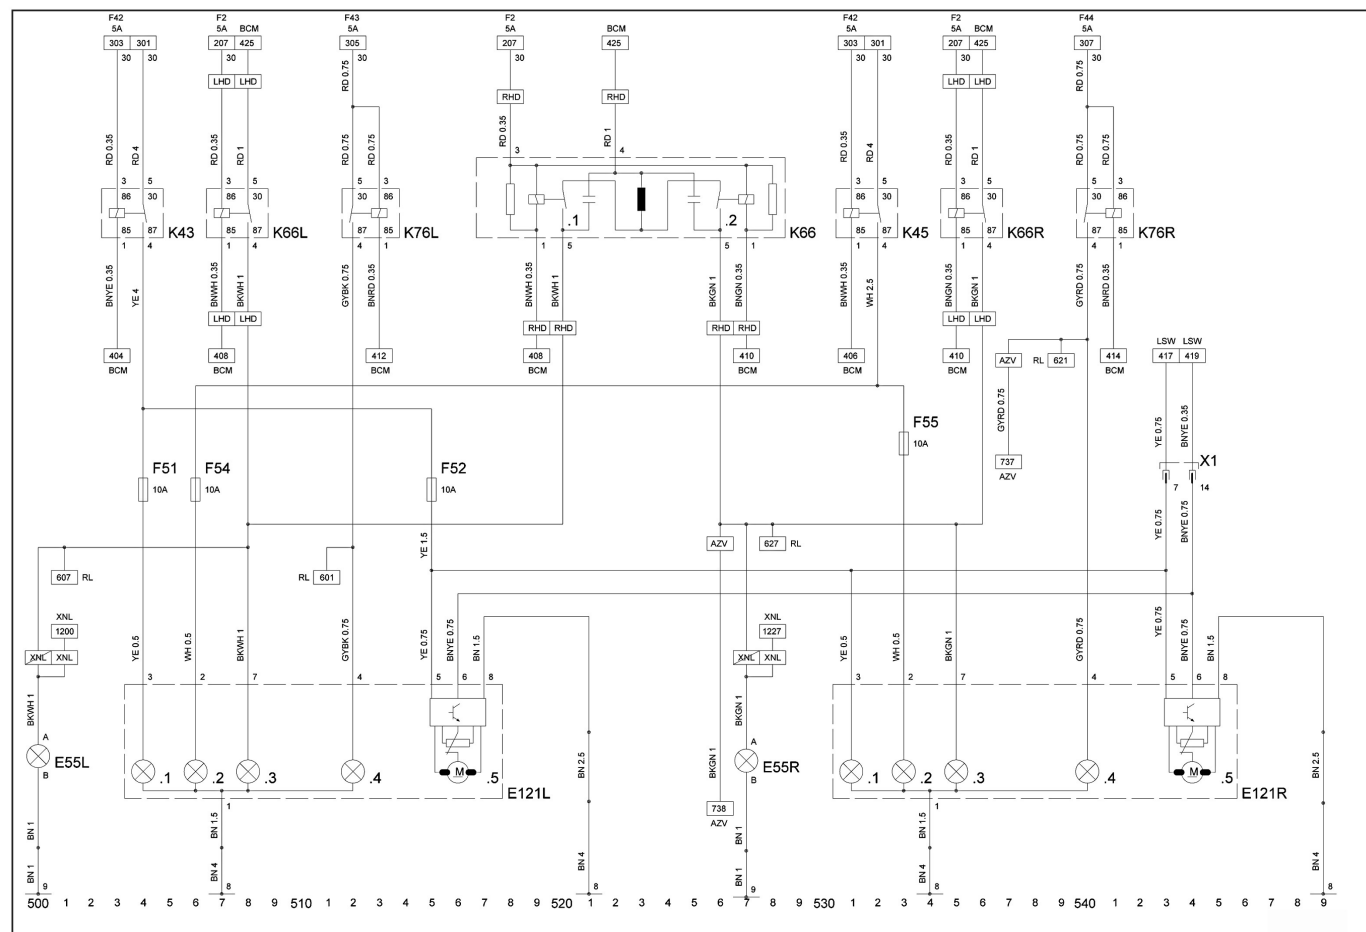 F42 F2 F43 F2 F42 F2 F44
5A 5A BCM 5A 5A BCM 5A 5A BCM 5A
303 301 207 425 305 207 425 303 301 207 425 307
30 30 30 30 30 30 30 30 30 30
LHD LHD LHD LHD
RD 0.75 RD 0.75
RHD RHD
RD 0.35 RD 4 RD 0.35 RD 1 RD 0.75 RD 0.75 RD 0.35 RD 1 RD 0.35 RD 4 RD 0.35 RD 1 RD 0.75 RD 0.75
3 4
3 5 3 5 5 3 3 5 3 5 5 3
86 30 86 30 30 86 86 30 86 30 30 86
.1 .2
85 87 85 87 87 85 85 87 85 87 87 85
K43 K66L K76L K66 K45 K66R K76R
1 4 1 4 4 1 1 5 5 1 1 4 1 4 4 1
BNYE 0.35 YE 4 BNWH 0.35 BKWH 1 GYBK 0.75 BNRD 0.35 BNWH 0.35 BKWH 1 BKGN 1 BNGN 0.35 BNWH 0.35 WH 2.5 BNGN 0.35 BKGN 1 GYRD 0.75 BNRD 0.35
LHD LHD RHD RHD RHD RHD LHD LHD
LSW LSW
404 408 412 408 410 406 410 AZV RL 621 414 417 419
BCM BCM BCM BCM BCM BCM BCM BCM
GYRD 0.75 YE 0.75 BNYE 0.35
F55
10A
737
AZV
X1
7 14
F51 F54 F52
10A 10A 10A
YE 1.5 YE 0.75 BNYE 0.75
AZV 627 RL
607 RL RL 601
XNL XNL
1200 1227
XNL XNL XNL XNL
YE 0.5 WH 0.5 BKWH 1 GYBK 0.75 YE 0.75 BNYE 0.75 BN 1.5 YE 0.5 WH 0.5 BKGN 1 GYRD 0.75 YE 0.75 BNYE 0.75 BN 1.5
3 2 7 4 5 6 8 3 2 7 4 5 6 8
BKWH 1 BKGN 1
A A
E55L E55R
B B
M M
.1 .2 .3 .4 .5 .1 .2 .3 .4 .5
BKGN 1 BN 2.5 BN 2.5
E121L E121R
738
AZV
1 1
BN 1 BN 1.5 BN 1 BN 1.5
BN 1 BN 4 BN 4 BN 1 BN 4 BN 4
9 8 8 9 8 8
500 1 2 3 4 5 6 7 8 9 510 1 2 3 4 5 6 7 8 9 520 1 2 3 4 5 6 7 8 9 530 1 2 3 4 5 6 7 8 9 540 1 2 3 4 5 6 7 8 9